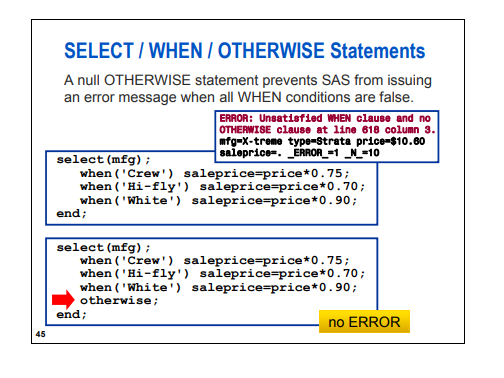 SELECT / WHEN / OTHERWISE Statements
A null OTHERWISE statement prevents SAS from issuing
an error message when all WHEN conditions are false.
ERROR: Unsatisfied WHEN clause and no
OTHERWISE clause at line 618 column 3.
mfg=X-treme type=Strata price=$10.60
saleprice=. _ERROR_=1 _N_=10
select(mfg);
when('Crew') saleprice=price*0.75;
when('Hi-fly') saleprice=price*0.70;
when('White') saleprice=price*0.90;
end;
select(mfg);
when('Crew') saleprice=price*0.75;
when('Hi-fly') saleprice=price*0.70;
when('White') saleprice=price*0.90;
otherwise;
end;
no ERROR
45